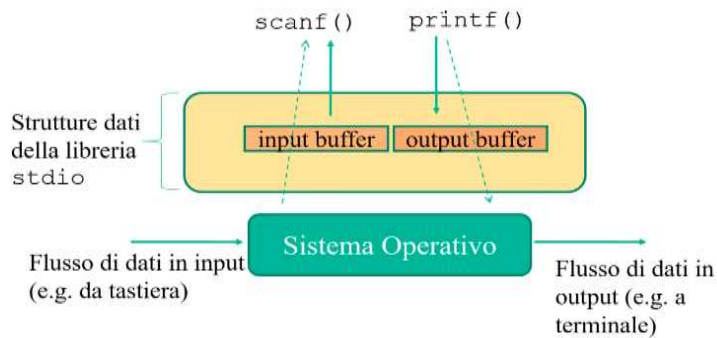 scanf() printf()
Strutture dati
della libreria
stdio
input buffer output buffer
Sistema Operativo
Flusso di dati in input
(e.g. da tastiera)
Flusso di dati in
output (e.g. a
terminale)